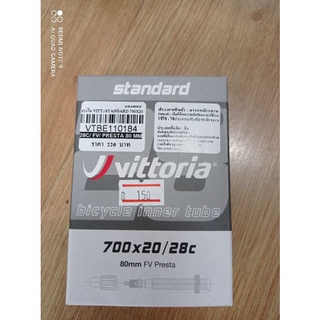 REDMI NOTE 9
AI QUAD CAMERA
standard
VTBE110184
28C/ FV/ PRESTA 80 MM
ราคา 220 บาท
vittoria
150
bicycle inner tube
700x20/28c
80mm FV Presta